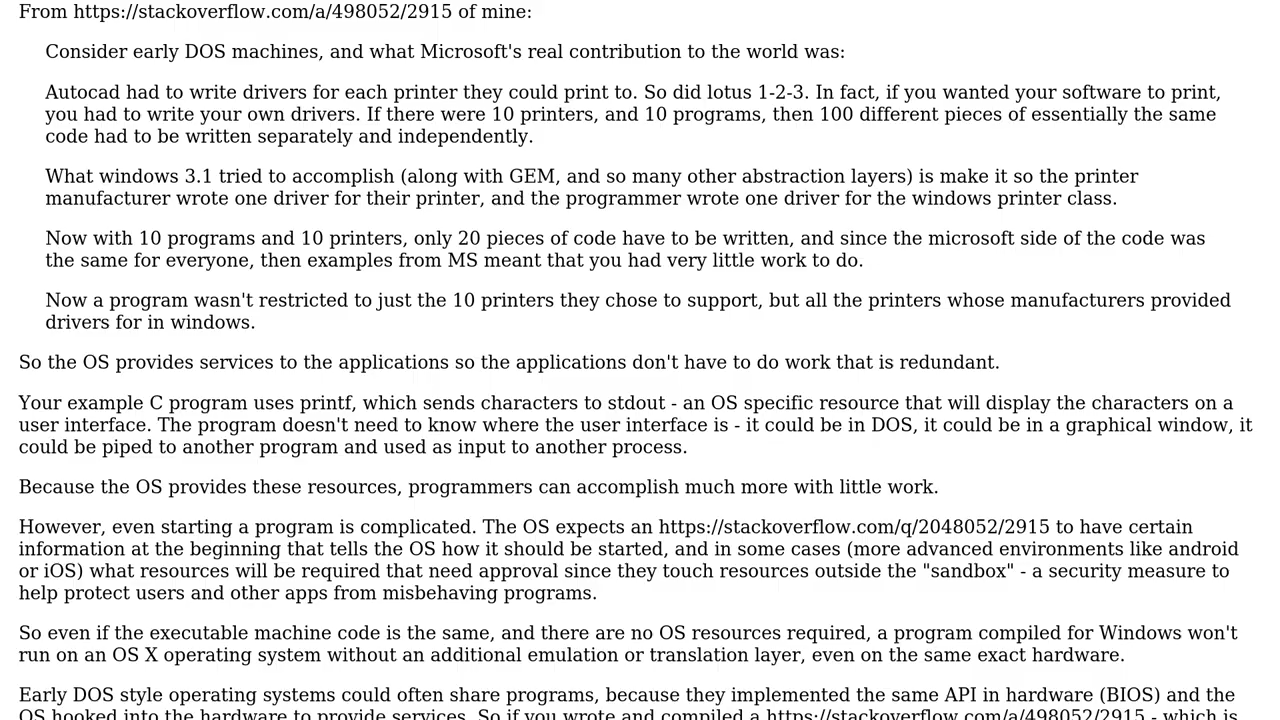 From https://stackoverflow.com/a/498052/2915 of mine:
Consider early DOS machines, and what Microsoft's real contribution to the world was:
Autocad had to write drivers for each printer they could print to. So did lotus 1-2-3. In fact, if you wanted your software to print,
you had to write your own drivers. If there were 10 printers, and 10 programs, then 100 different pieces of essentially the same
code had to be written separately and independently.
What windows 3.1 tried to accomplish (along with GEM, and so many other abstraction layers) is make it so the printer
manufacturer wrote one driver for their printer, and the programmer wrote one driver for the windows printer class.
Now with 10 programs and 10 printers, only 20 pieces of code have to be written, and since the microsoft side of the code was
the same for everyone, then examples from MS meant that you had very little work to do.
Now a program wasn't restricted to just the 10 printers they chose to support, but all the printers whose manufacturers provided
drivers for in windows.
So the OS provides services to the applications so the applications don't have to do work that is redundant.
Your example C program uses printf, which sends characters to stdout - an OS specific resource that will display the characters on a
user interface. The program doesn't need to know where the user interface is - it could be in DOS, it could be in a graphical window, it
could be piped to another program and used as input to another process.
Because the OS provides these resources, programmers can accomplish much more with little work.
However, even starting a program is complicated. The OS expects an https://stackoverflow.com/q/2048052/2915 to have certain
information at the beginning that tells the OS how it should be started, and in some cases (more advanced environments like android
or iOS) what resources will be required that need approval since they touch resources outside the "sandbox" - a security measure to
help protect users and other apps from misbehaving programs.
So even if the executable machine code is the same, and there are no OS resources required, a program compiled for Windows won't
run on an OS X operating system without an additional emulation or translation layer, even on the same exact hardware.
Early DOS style operating systems could often share programs, because they implemented the same API in hardware (BIOS) and the
OS hooked into the hardware to provide services. So if you wrote and compiled a https://stackoverflow.com/a/498052/2915 - which is